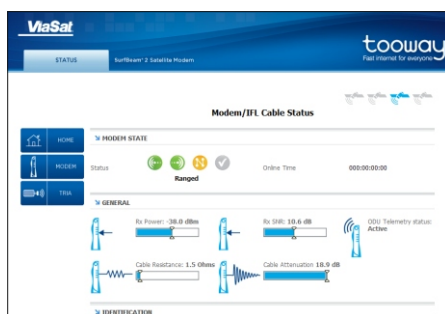 ViaSat
tooway
Fast internet for everyone
STATUS
SurfBeam® 2 Satellite Modem
Modem/IFL Cable Status
HOME
MODEM
TRIA
MODEM STATE
Status
Ranged
Online Time
000:00:00:00
GENERAL
Rx Power: -38.0 dBm
Rx SNR: 10.6 dB
ODU Telemetry status:
Active
Cable Resistance: 1.5 Ohms
Cable Attenuation 18.9 dB
IDENTIFICATION